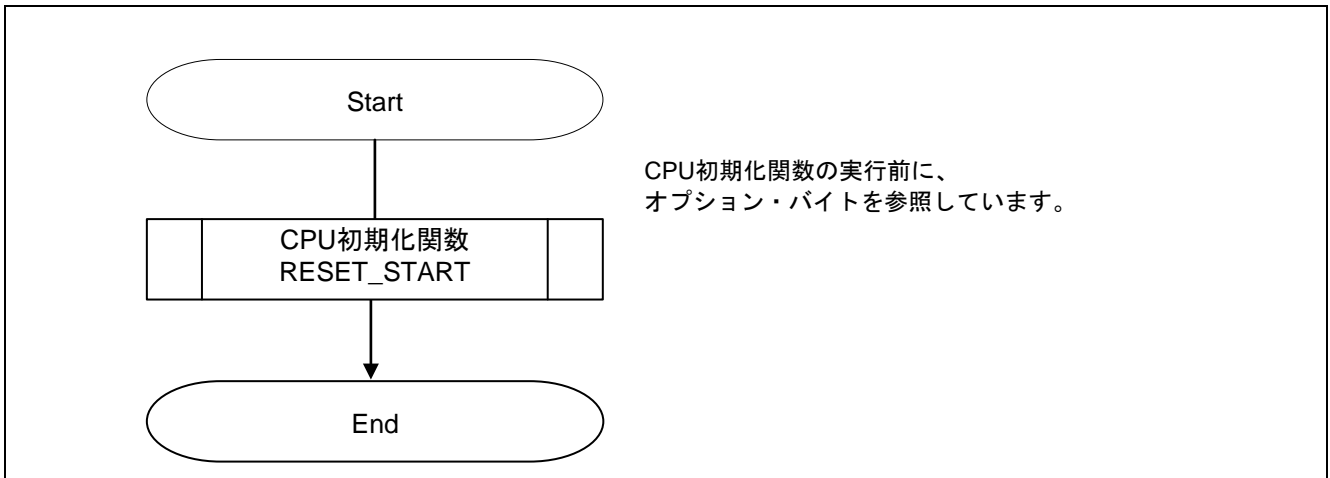 Start
CPU初期化関数の実行前に、
オプション・バイトを参照しています。
CPU初期化関数
RESET_START
End